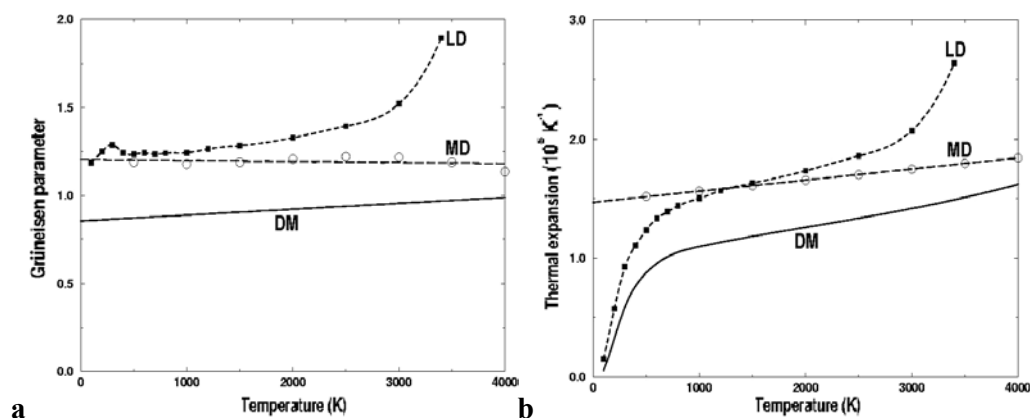 2.0
1.5
1.0
0.5
0.0
Grüneisen parameter
LD
MD
DM
0 1000 2000 3000 4000
Temperature (K)
a
3.0
2.0
1.0
0.0
Thermal expansion (10⁻⁵ K⁻¹)
LD
MD
DM
0 1000 2000 3000 4000
Temperature (K)
b